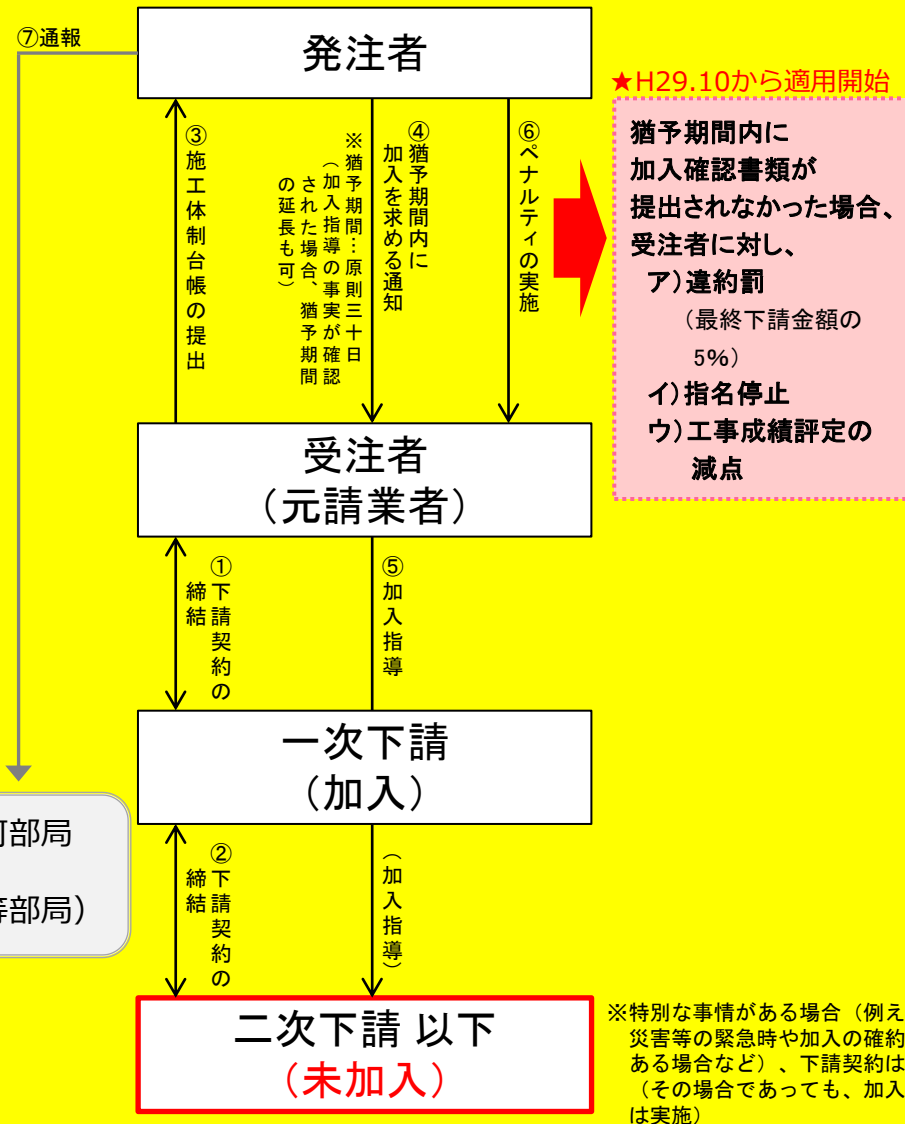 ⑦通報
発注者
★H29.10から適用開始
猶予期間内に
加入確認書類が
提出されなかった場合、
受注者に対し、
ア）違約罰
（最終下請金額の
5%）
イ）指名停止
ウ）工事成績評定の
減点
③施工体制台帳の提出
④猶予期間内に
加入を求める通知
※猶予期間…原則三十日
（加入指導の事実が確認
された場合、猶予期間
の延長も可）
⑥ペナルティの実施
受注者
（元請業者）
①下請契約の
締結
⑤加入指導
一次下請
（加入）
部局
等部局）
②下請契約の
締結
（加入指導）
二次下請 以下
（未加入）
※特別な事情がある場合（例え
災害等の緊急時や加入の確約
ある場合など）、下請契約は
（その場合であっても、加入
は実施）